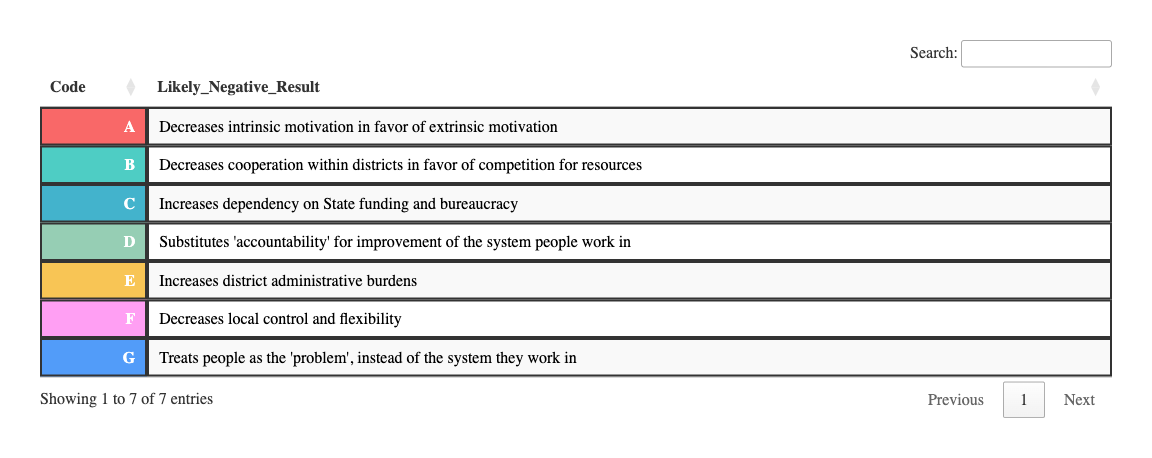 Search:
Code Likely_Negative_Result
A Decreases intrinsic motivation in favor of extrinsic motivation
B Decreases cooperation within districts in favor of competition for resources
C Increases dependency on State funding and bureaucracy
D Substitutes 'accountability' for improvement of the system people work in
E Increases district administrative burdens
F Decreases local control and flexibility
G Treats people as the 'problem', instead of the system they work in
Showing 1 to 7 of 7 entries Previous 1 Next